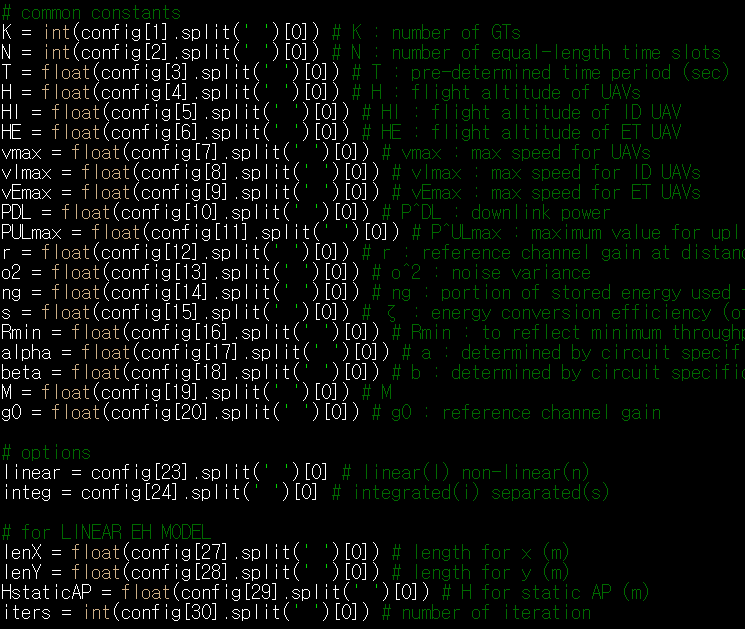 # common constants
K = int(config[1].split(' ')[0]) # K : number of GTs
N = int(config[2].split(' ')[0]) # N : number of equal-length time slots
T = float(config[3].split(' ')[0]) # T : pre-determined time period (sec)
H = float(config[4].split(' ')[0]) # H : flight altitude of UAVs
HI = float(config[5].split(' ')[0]) # HI : flight altitude of ID UAV
HE = float(config[6].split(' ')[0]) # HE : flight altitude of ET UAV
vmax = float(config[7].split(' ')[0]) # vmax : max speed for UAVs
vImax = float(config[8].split(' ')[0]) # vImax : max speed for ID UAVs
vEmax = float(config[9].split(' ')[0]) # vEmax : max speed for ET UAVs
PDL = float(config[10].split(' ')[0]) # P^DL : downlink power
PULmax = float(config[11].split(' ')[0]) # P^ULmax : maximum value for upl
r = float(config[12].split(' ')[0]) # r : reference channel gain at distan
o2 = float(config[13].split(' ')[0]) # o^2 : noise variance
ng = float(config[14].split(' ')[0]) # ng : portion of stored energy used
s = float(config[15].split(' ')[0]) # ζ : energy conversion efficiency
Rmin = float(config[16].split(' ')[0]) # Rmin : to reflect minimum through
alpha = float(config[17].split(' ')[0]) # a : determined by circuit specif
beta = float(config[18].split(' ')[0]) # b : determined by circuit specific
M = float(config[19].split(' ')[0]) # M
g0 = float(config[20].split(' ')[0]) # g0 : reference channel gain
# options
linear = config[23].split(' ')[0] # linear(l) non-linear(n)
integ = config[24].split(' ')[0] # integrated(i) separated(s)
# for LINEAR EH MODEL
lenX = float(config[27].split(' ')[0]) # length for x (m)
lenY = float(config[28].split(' ')[0]) # length for y (m)
HstaticAP = float(config[29].split(' ')[0]) # H for static AP (m)
iters = int(config[30].split(' ')[0]) # number of iteration